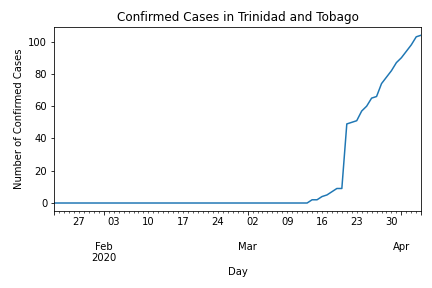 Confirmed Cases in Trinidad and Tobago
Number of Confirmed Cases
100
80
60
40
20
0
27 03 10 17 24 02 09 16 23 30
Feb Mar Apr
2020
Day